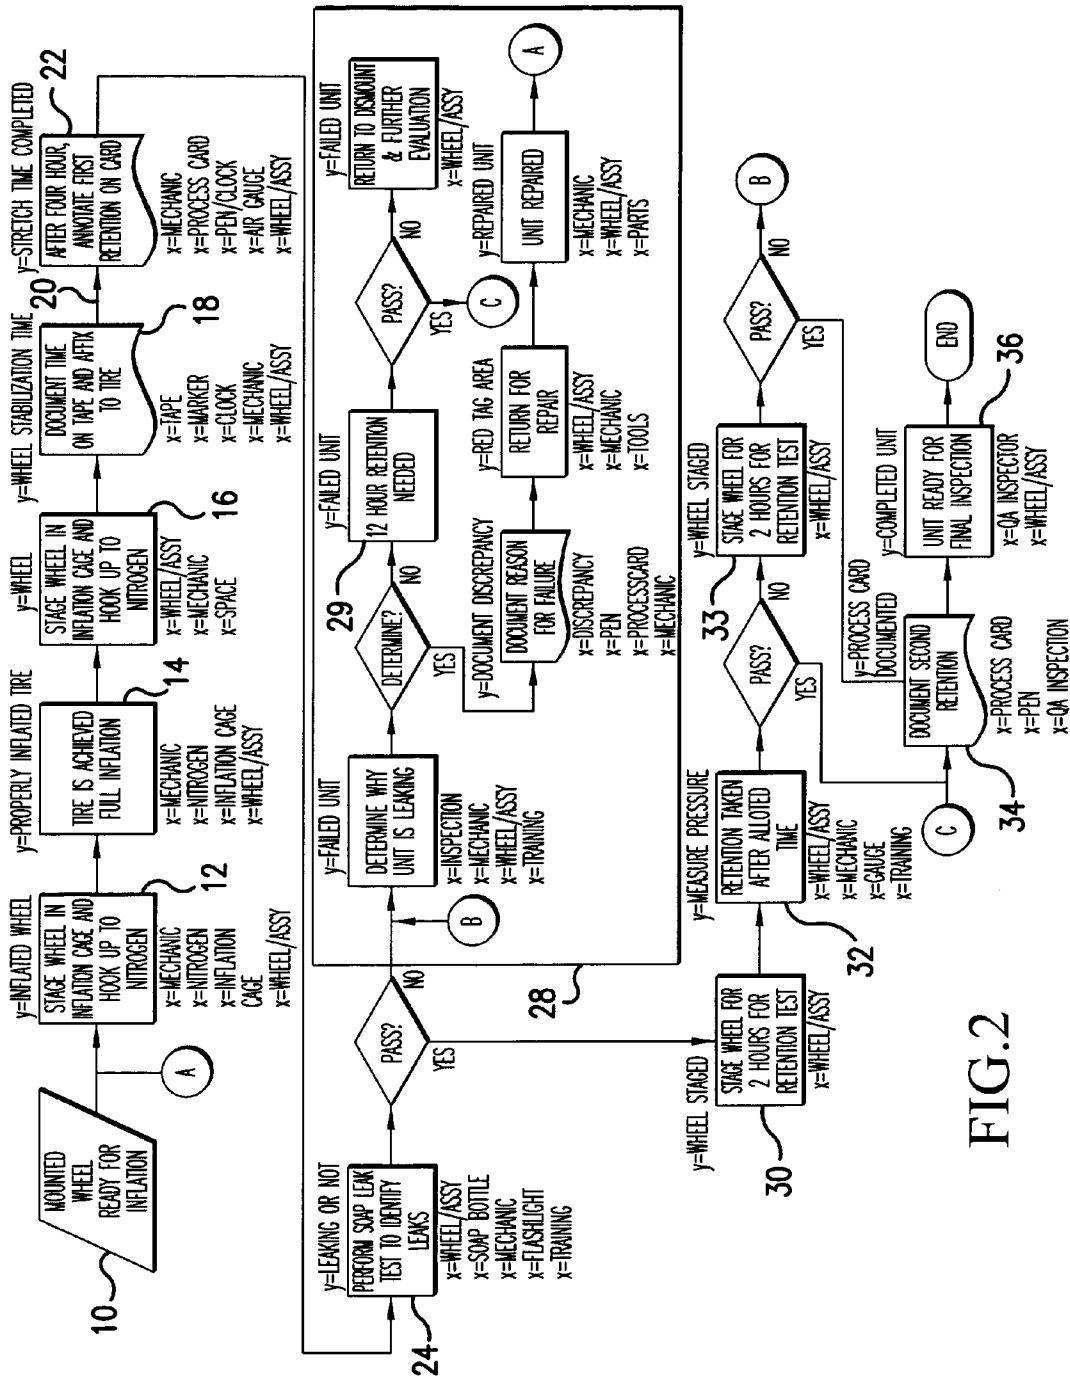 10
MOUNTED
WHEEL
READY FOR
INFLATION
A
y=INFLATED WHEEL
STAGE WHEEL IN
INFLATION CAGE AND
HOOK UP TO
NITROGEN
12
x=MECHANIC
x=NITROGEN
x=INFLATION
CAGE
x=WHEEL/ASSY
y=PROPERLY INFLATED TIRE
TIRE IS ACHIEVED
FULL INFLATION
14
x=MECHANIC
x=NITROGEN
x=INFLATION CAGE
x=WHEEL/ASSY
y=WHEEL
STAGE WHEEL IN
INFLATION CAGE AND
HOOK UP TO
NITROGEN
16
x=WHEEL/ASSY
x=MECHANIC
x=SPACE
y=WHEEL STABILIZATION TIME
DOCUMENT TIME
ON TAPE AND AFFIX
TO TIRE
18
x=TAPE
x=MARKER
x=CLOCK
x=MECHANIC
x=WHEEL/ASSY
20
y=STRETCH TIME COMPLETED
AFTER FOUR HOUR,
ANNOTATE FIRST
RETENTION ON CARD
22
x=MECHANIC
x=PROCESS CARD
x=PEN/CLOCK
x=AIR GAUGE
x=WHEEL/ASSY
y=LEAKING OR NOT
PERFORM SOAP LEAK
TEST TO IDENTIFY
LEAKS
24
x=WHEEL/ASSY
x=SOAP BOTTLE
x=MECHANIC
x=FLASHLIGHT
x=TRAINING
PASS?
NO
YES
B
28
y=FAILED UNIT
DETERMINE WHY
UNIT IS LEAKING
x=INSPECTION
x=MECHANIC
x=WHEEL/ASSY
x=TRAINING
DETERMINE?
NO
YES
y=FAILED UNIT
12 HOUR RETENTION
NEEDED
29
PASS?
NO
YES
C
y=FAILED UNIT
RETURN TO DISMOUNT
& FURTHER
EVALUATION
x=WHEEL/ASSY
y=DOCUMENT DISCREPANCY
DOCUMENT REASON
FOR FAILURE
x=DISCREPANCY
x=PEN
x=PROCESSCARD
x=MECHANIC
y=RED TAG AREA
RETURN FOR
REPAIR
x=WHEEL/ASSY
x=MECHANIC
x=TOOLS
y=REPAIRED UNIT
UNIT REPAIRED
x=MECHANIC
x=WHEEL/ASSY
x=PARTS
A
y=WHEEL STAGED
STAGE WHEEL FOR
2 HOURS FOR
RETENTION TEST
x=WHEEL/ASSY
30
y=MEASURE PRESSURE
RETENTION TAKEN
AFTER ALLOTED
TIME
32
x=WHEEL/ASSY
x=MECHANIC
x=GAUGE
x=TRAINING
PASS?
NO
YES
y=WHEEL STAGED
STAGE WHEEL FOR
2 HOURS FOR
RETENTION TEST
x=WHEEL/ASSY
33
PASS?
NO
YES
B
C
y=PROCESS CARD
DOCUMENTED
DOCUMENT SECOND
RETENTION
34
x=PROCESS CARD
x=PEN
x=QA INSPECTION
y=COMPLETED UNIT
UNIT READY FOR
FINAL INSPECTION
36
x=QA INSPECTOR
x=WHEEL/ASSY
END
FIG.2